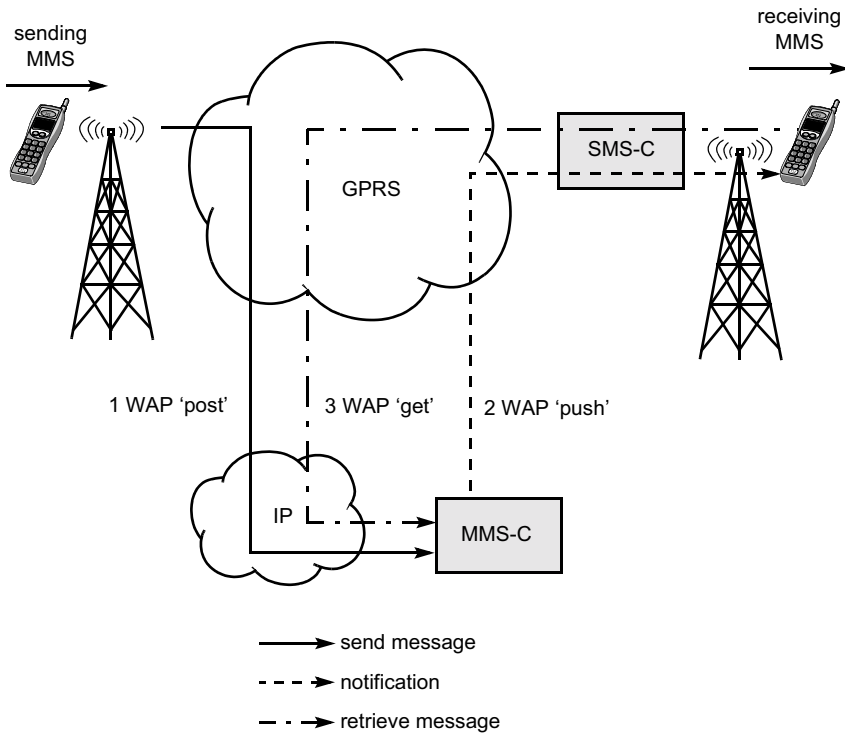 sending
MMS
receiving
MMS
SMS-C
GPRS
1 WAP ‘post’
3 WAP ‘get’
2 WAP ‘push’
IP
MMS-C
send message
notification
retrieve message